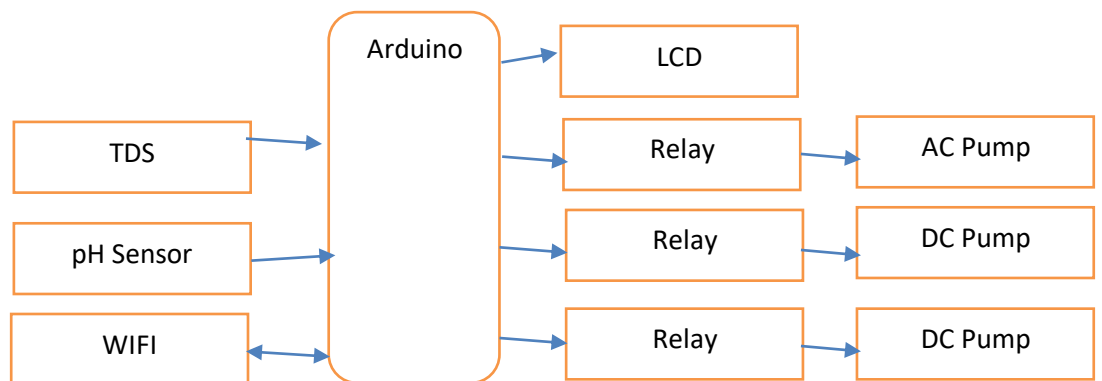 Arduino
LCD
TDS
Relay
AC Pump
pH Sensor
Relay
DC Pump
WIFI
Relay
DC Pump